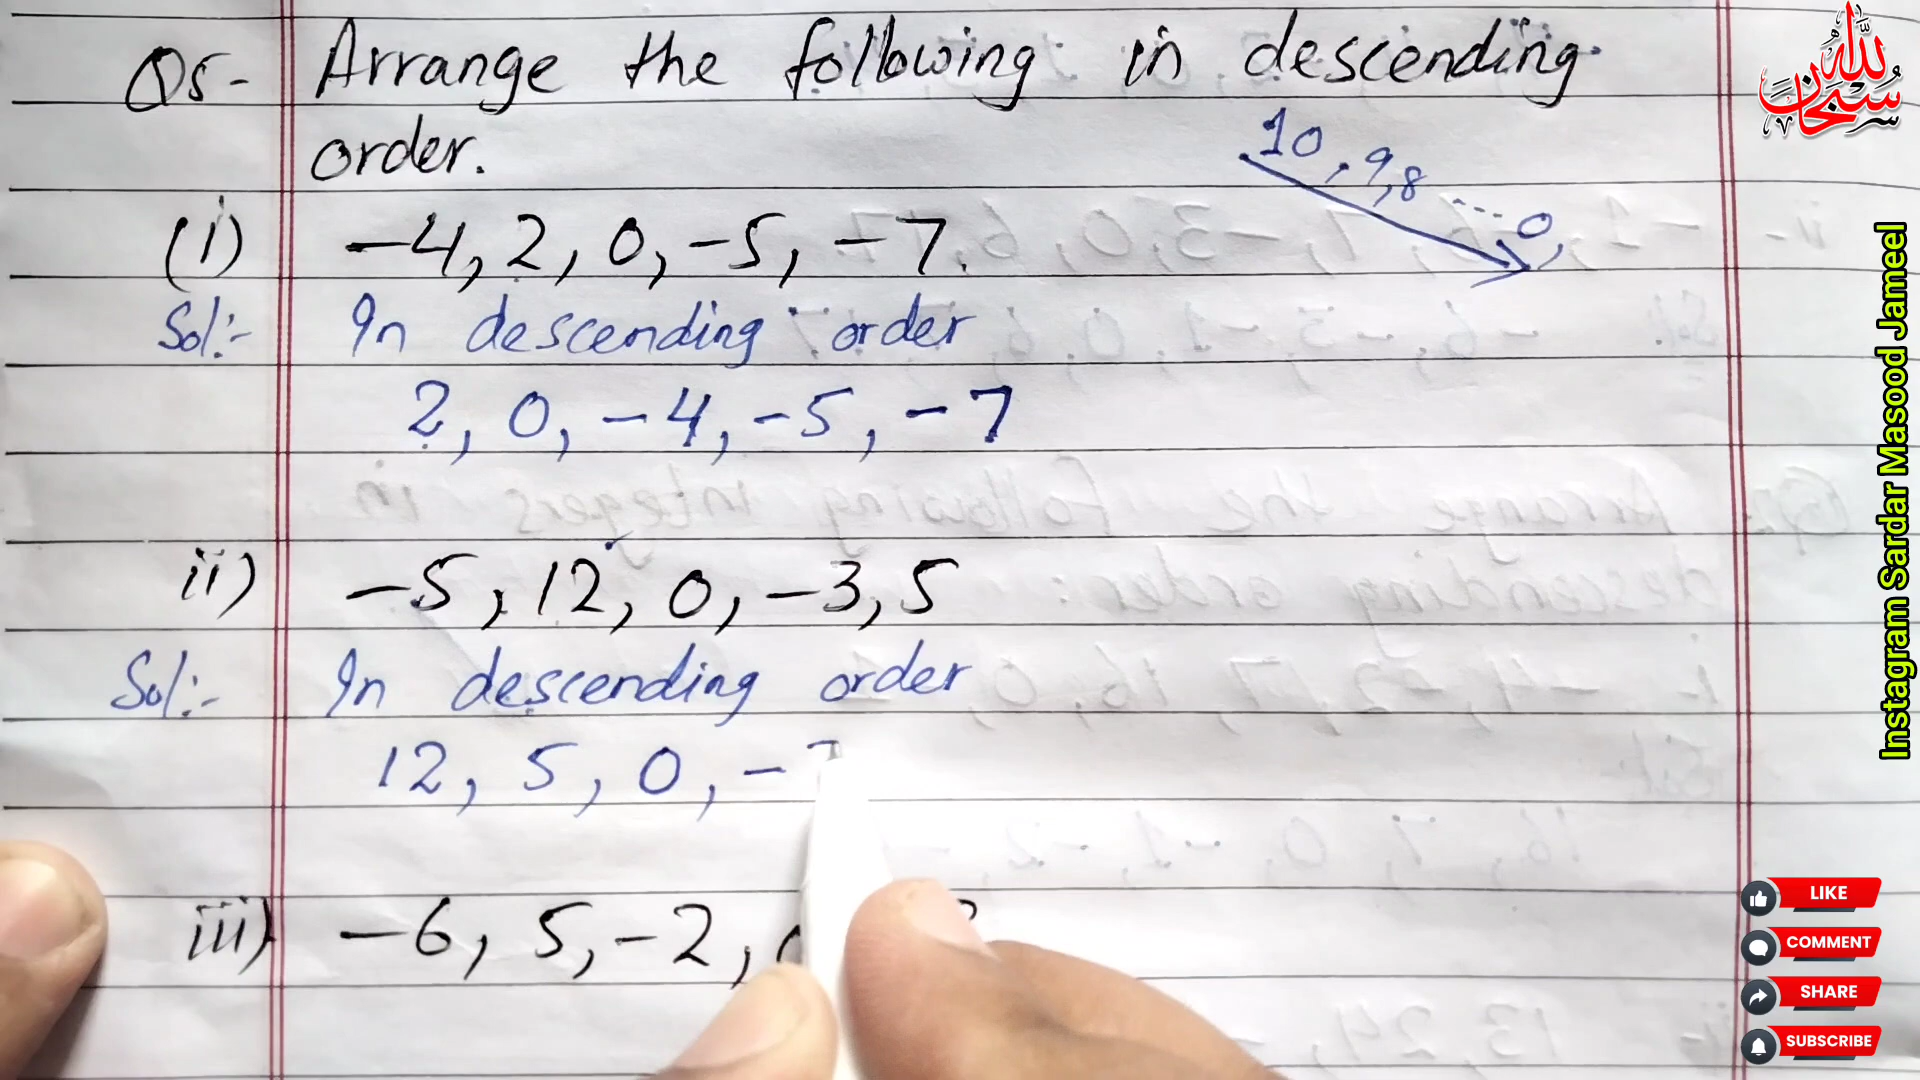 Q5- Arrange the following in descending
order.
10, 9, 8 ... 0,
(i) -4, 2, 0, -5, -7.
Sol:- In descending order
2, 0, -4, -5, -7
ii) -5, 12, 0, -3, 5
Sol:- In descending order
12, 5, 0, -
iii) -6, 5, -2,
سُبْحَانَ اللّٰه
Instagram Sardar Masood Jameel
LIKE
COMMENT
SHARE
SUBSCRIBE